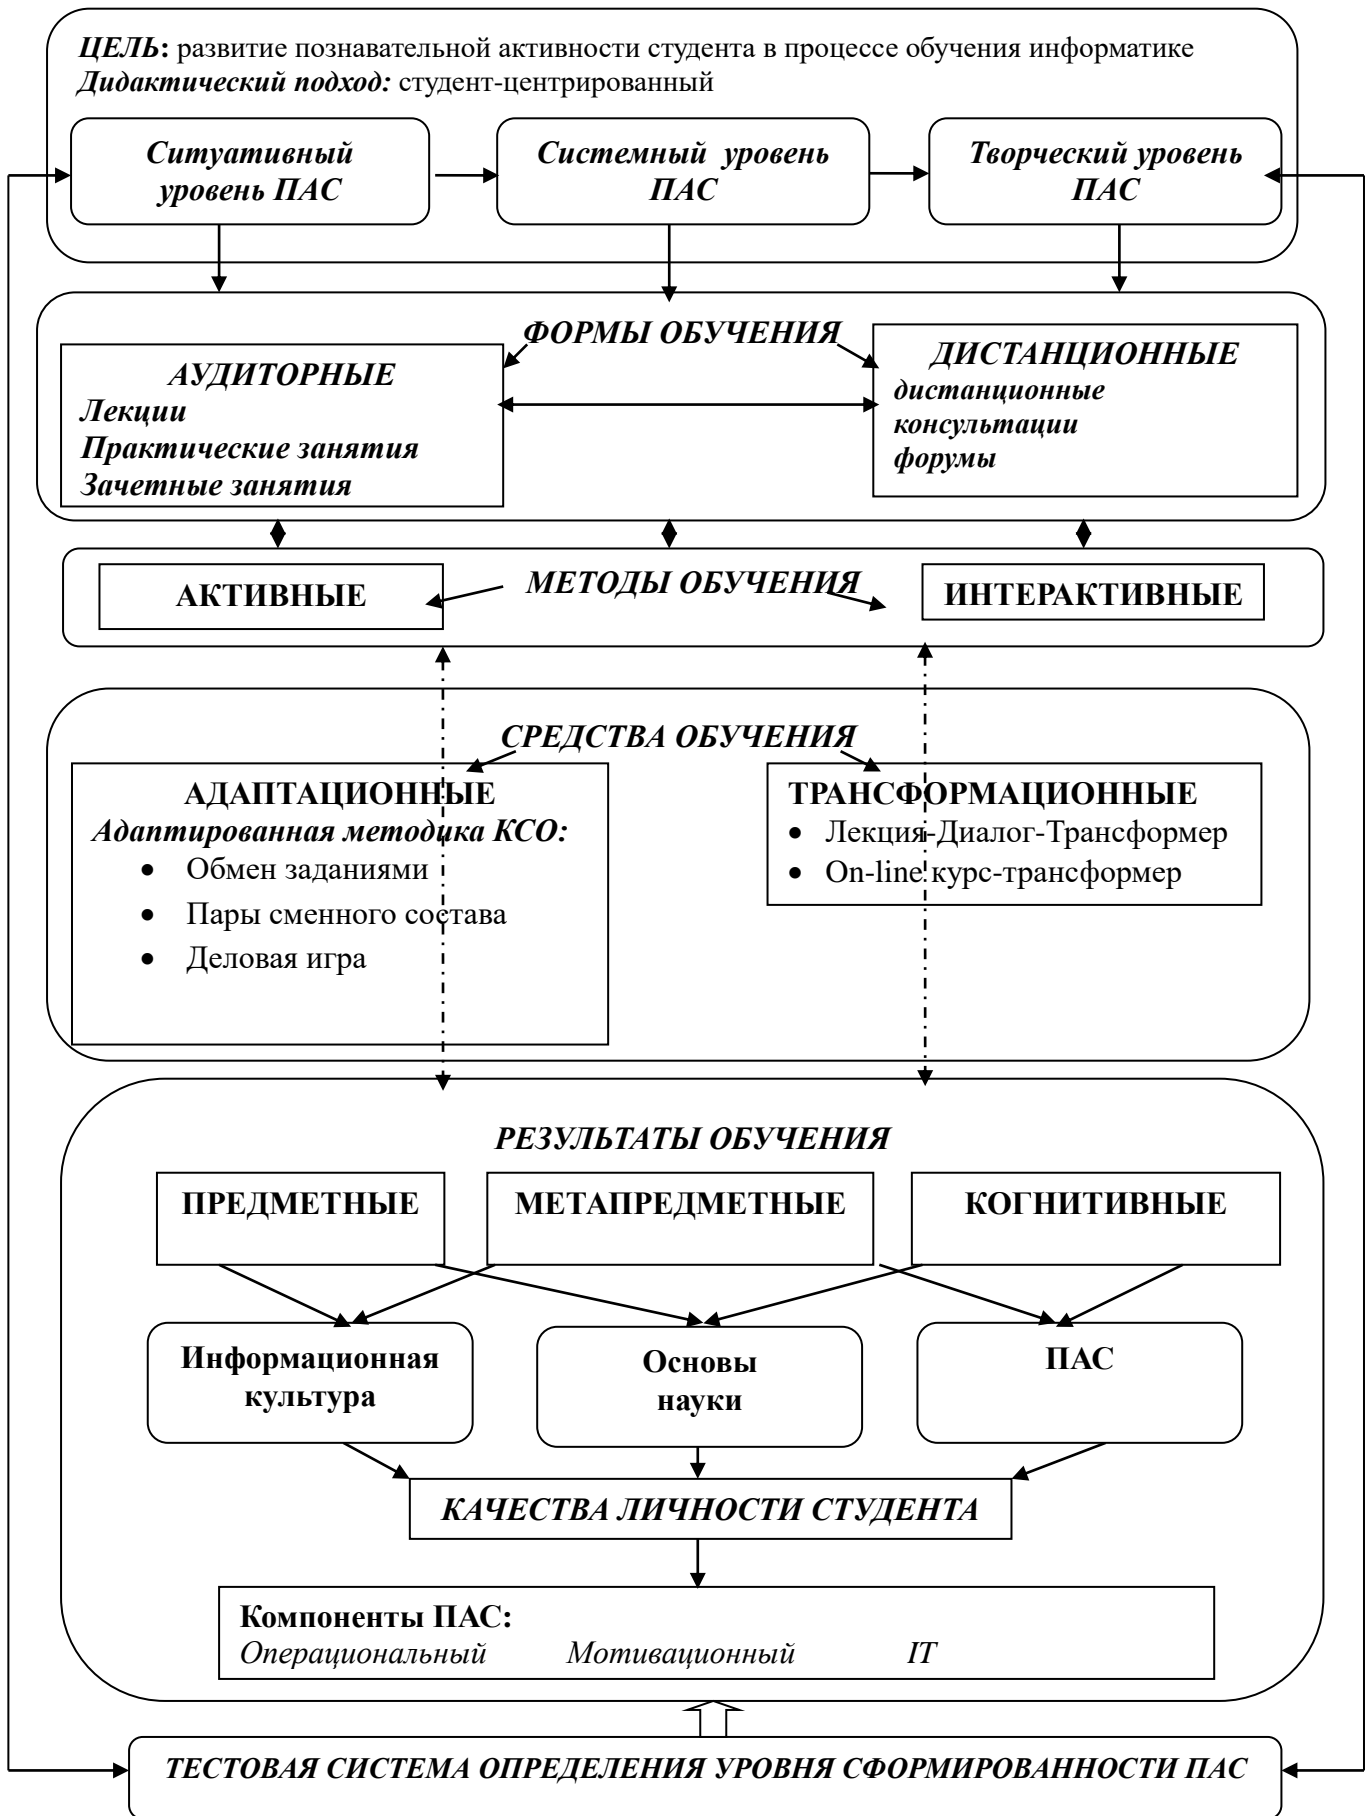 ЦЕЛЬ: развитие познавательной активности студента в процессе обучения информатике
Дидактический подход: студент-центрированный
Ситуативный
уровень ПАС
Системный уровень
ПАС
Творческий уровень
ПАС
ФОРМЫ ОБУЧЕНИЯ
АУДИТОРНЫЕ
Лекции
Практические занятия
Зачетные занятия
ДИСТАНЦИОННЫЕ
дистанционные
консультации
форумы
МЕТОДЫ ОБУЧЕНИЯ
АКТИВНЫЕ
ИНТЕРАКТИВНЫЕ
СРЕДСТВА ОБУЧЕНИЯ
АДАПТАЦИОННЫЕ
Адаптированная методика КСО:
• Обмен заданиями
• Пары сменного состава
• Деловая игра
ТРАНСФОРМАЦИОННЫЕ
• Лекция-Диалог-Трансформер
• On-line курс-трансформер
РЕЗУЛЬТАТЫ ОБУЧЕНИЯ
ПРЕДМЕТНЫЕ
МЕТАПРЕДМЕТНЫЕ
КОГНИТИВНЫЕ
Информационная
культура
Основы
науки
ПАС
КАЧЕСТВА ЛИЧНОСТИ СТУДЕНТА
Компоненты ПАС:
Операциональный Мотивационный IT
ТЕСТОВАЯ СИСТЕМА ОПРЕДЕЛЕНИЯ УРОВНЯ СФОРМИРОВАННОСТИ ПАС